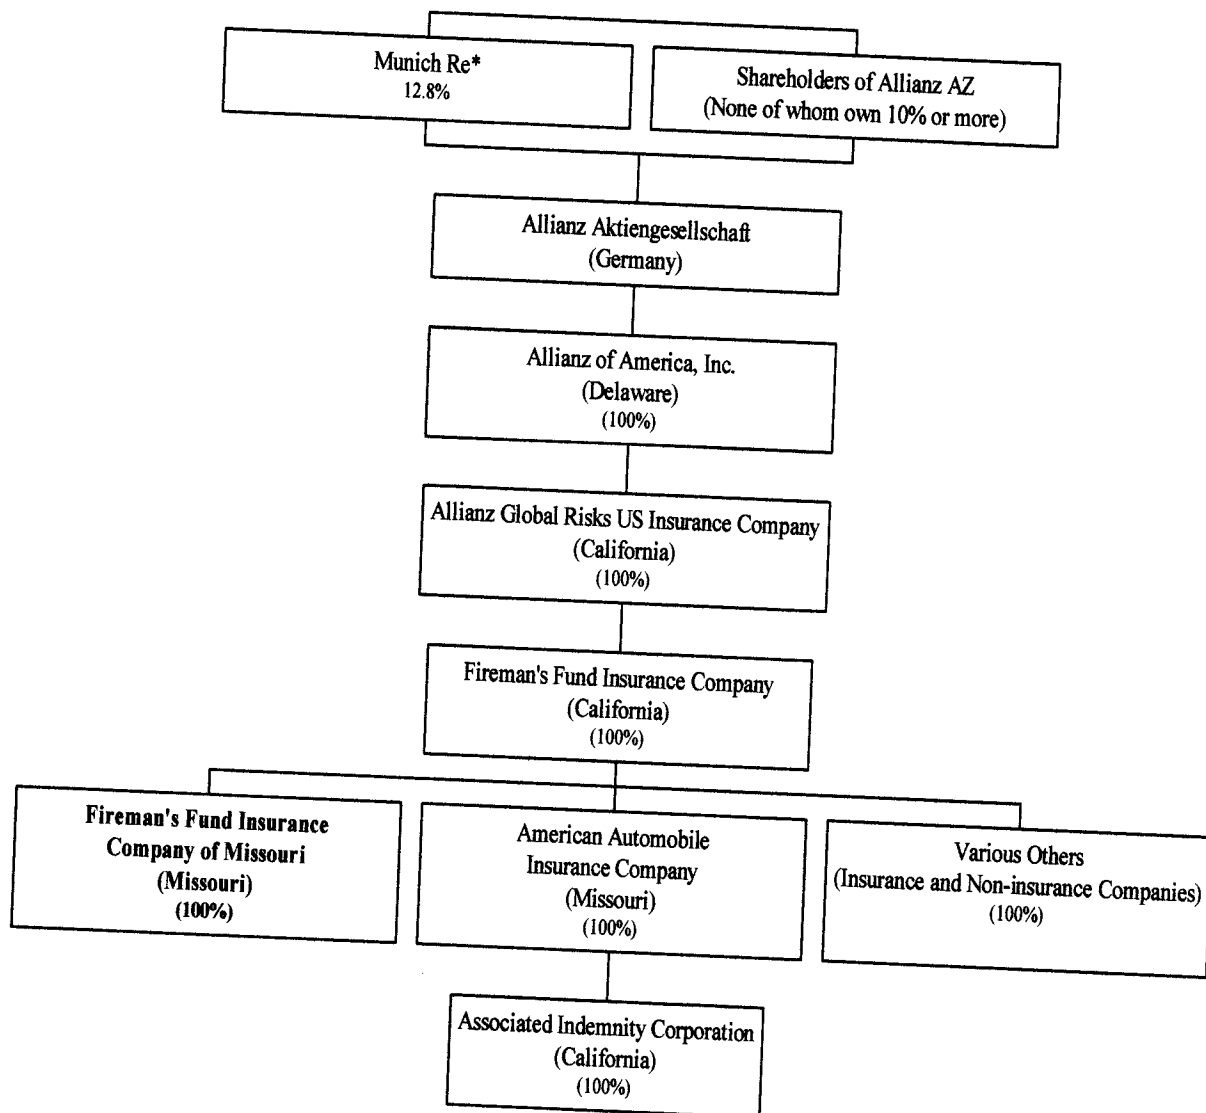 Munich Re*
12.8%
Shareholders of Allianz AZ
(None of whom own 10% or more)
Allianz Aktiengesellschaft
(Germany)
Allianz of America, Inc.
(Delaware)
(100%)
Allianz Global Risks US Insurance Company
(California)
(100%)
Fireman's Fund Insurance Company
(California)
(100%)
Fireman's Fund Insurance
Company of Missouri
(Missouri)
(100%)
American Automobile
Insurance Company
(Missouri)
(100%)
Various Others
(Insurance and Non-insurance Companies)
(100%)
Associated Indemnity Corporation
(California)
(100%)